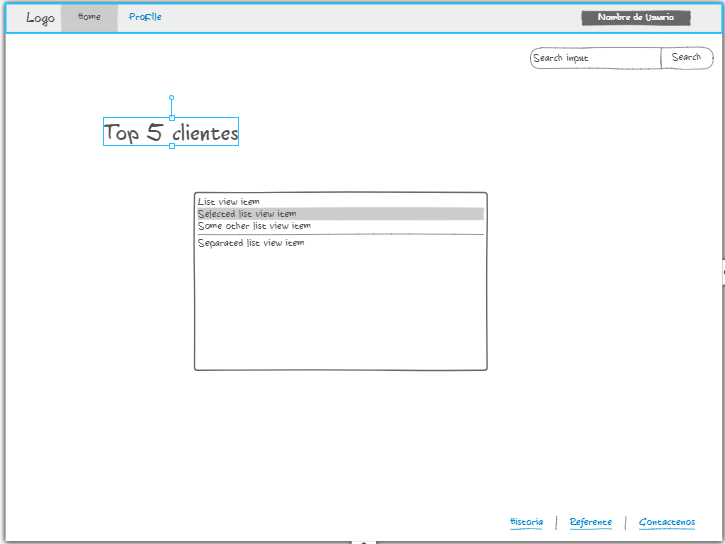 Logo Home Profile Nombre de Usuario
Search input Search
Top 5 clientes
List view item
Selected list view item
Some other list view item
Separated list view item
Historia | Referente | Contactenos